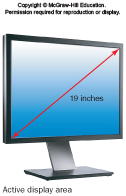 Copyright © McGraw-Hill Education.
Permission required for reproduction or display.
19 inches
Active display area